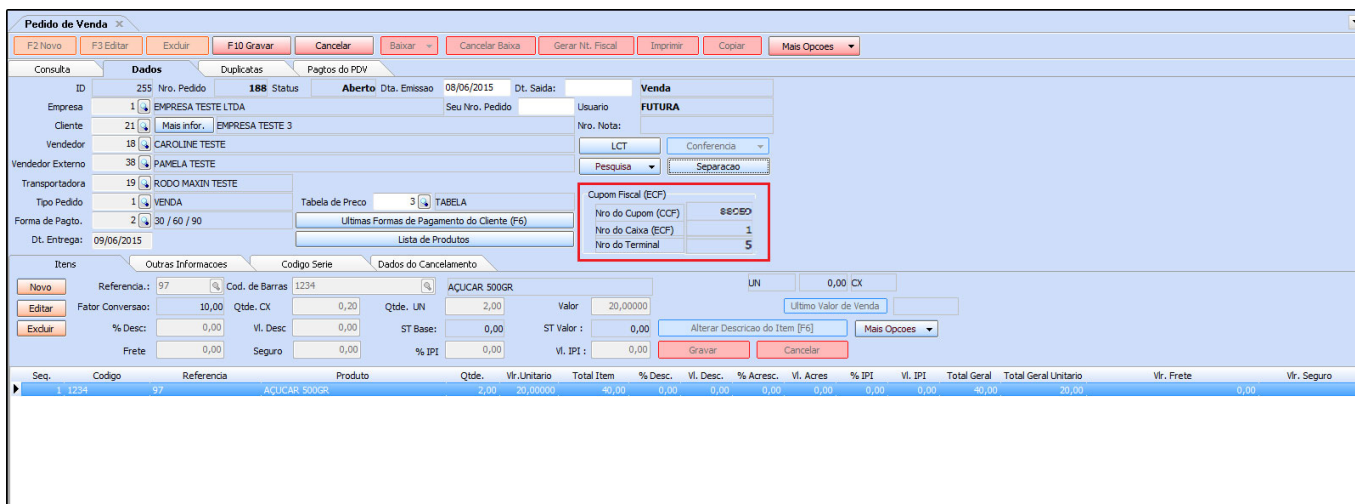 Pedido de Venda
F2 Novo F3 Editar Excluir F10 Gravar Cancelar Baixar Cancelar Baixa Gerar Nt. Fiscal Imprimir Copiar Mais Opcoes
Consulta Dados Duplicatas Pagtos do PDV
ID 255 Nro. Pedido 188 Status Aberto Dta. Emissao 08/06/2015 Dt. Saida: Venda
Empresa 1 EMPRESA TESTE LTDA Seu Nro. Pedido Usuario FUTURA
Cliente 21 Mais infor. EMPRESA TESTE 3 Nro. Nota:
Vendedor 18 CAROLINE TESTE LCT Conferencia
Vendedor Externo 38 PAMELA TESTE Pesquisa Separacao
Transportadora 19 RODO MAXIN TESTE
Tipo Pedido 1 VENDA Tabela de Preco 3 TABELA
Forma de Pagto. 2 30 / 60 / 90 Ultimas Formas de Pagamento do Cliente (F6)
Dt. Entrega: 09/06/2015 Lista de Produtos
Cupom Fiscal (ECF)
Nro do Cupom (CCF)
Nro do Caixa (ECF) 1
Nro do Terminal 5
Itens Outras Informacoes Codigo Serie Dados do Cancelamento
Novo Referencia.: 97 Cod. de Barras 1234 AÇUCAR 500GR UN 0,00 CX
Editar Fator Conversao: 10,00 Qtde. CX 0,20 Qtde. UN 2,00 Valor 20,00000 Ultimo Valor de Venda
Excluir % Desc: 0,00 Vl. Desc 0,00 ST Base: 0,00 ST Valor : 0,00 Alterar Descricao do Item [F6] Mais Opcoes
Frete 0,00 Seguro 0,00 % IPI 0,00 Vl. IPI : 0,00 Gravar Cancelar
Seq. Codigo Referencia Produto Qtde. Vlr.Unitario Total Item % Desc. Vl. Desc. % Acresc. Vl. Acres % IPI Vl. IPI Total Geral Total Geral Unitario Vlr. Frete Vlr. Seguro
1 1234 97 AÇUCAR 500GR 2,00 20,00000 40,00 0,00 0,00 0,00 0,00 0,00 0,00 40,00 20,00 0,00